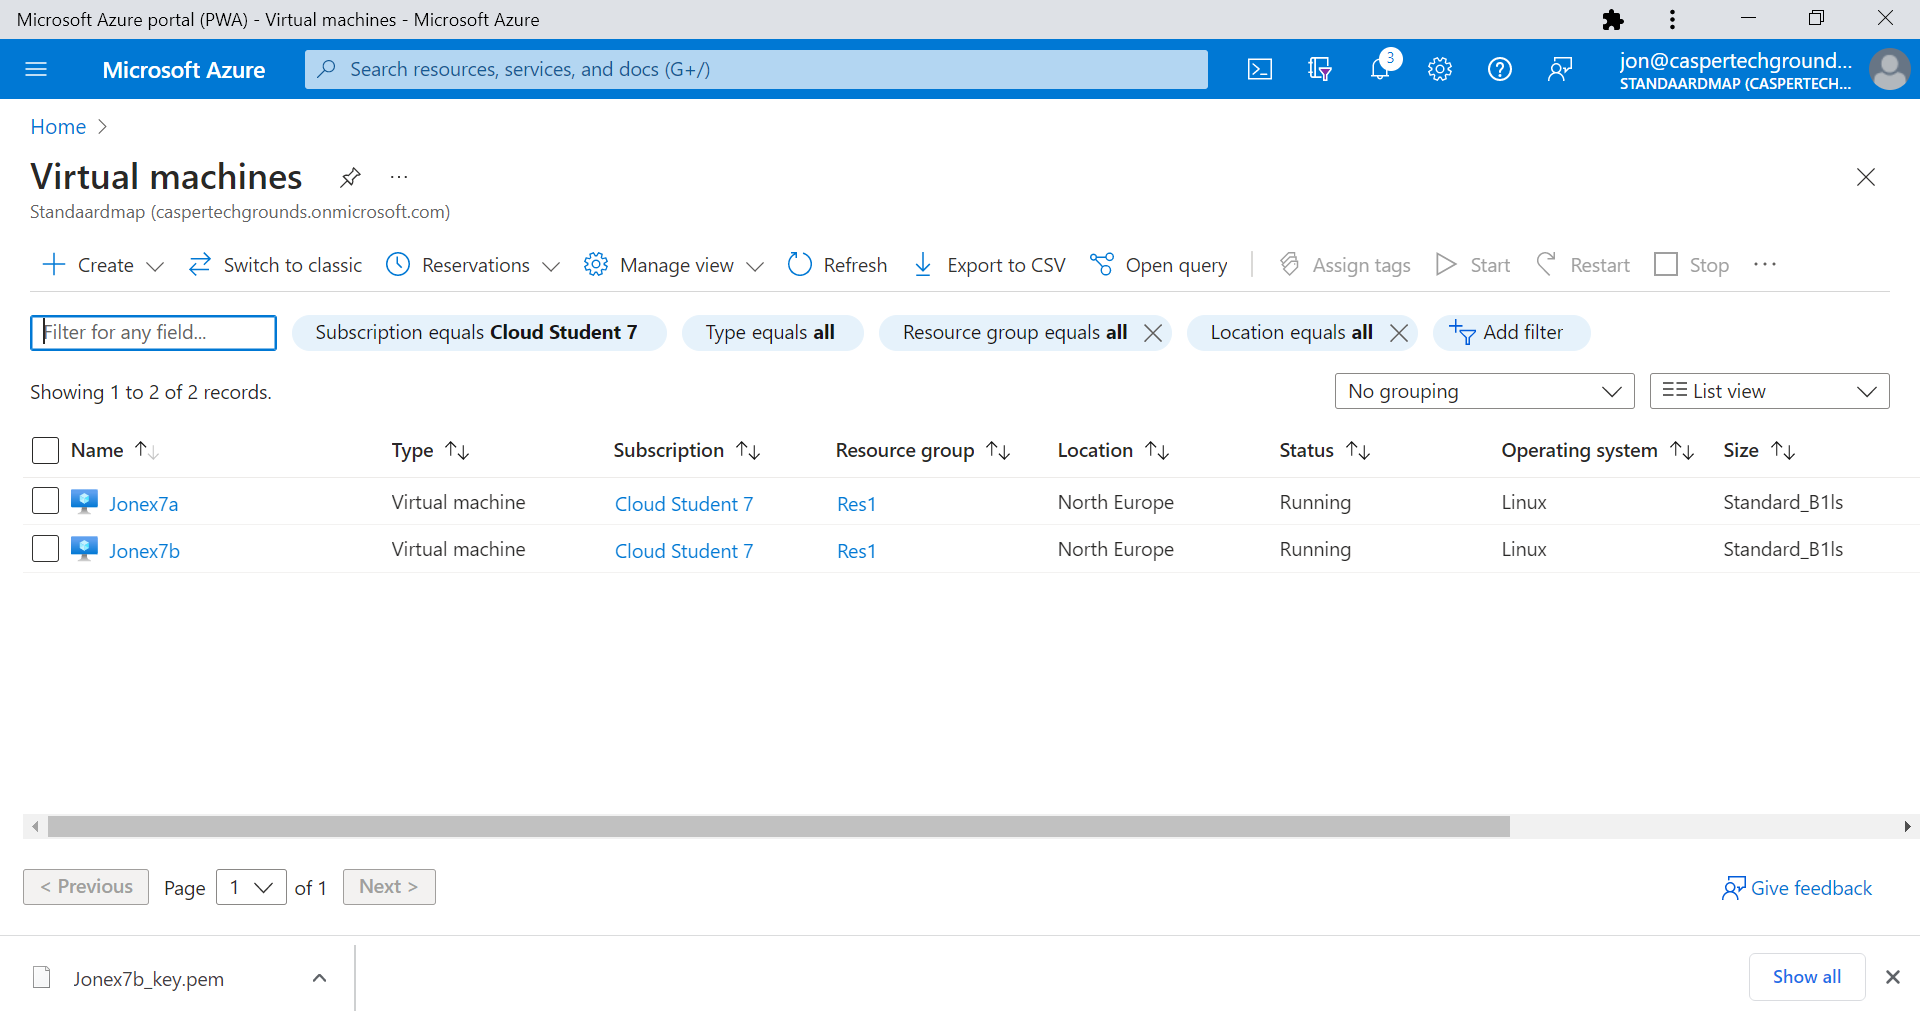 Microsoft Azure portal (PWA) - Virtual machines - Microsoft Azure
Microsoft Azure
Search resources, services, and docs (G+/)
3
jon@caspertechground...
STANDAARDMAP (CASPERTECH...
Home
Virtual machines
Standaardmap (caspertechgrounds.onmicrosoft.com)
Create Switch to classic Reservations Manage view Refresh Export to CSV Open query Assign tags Start Restart Stop
Filter for any field... Subscription equals Cloud Student 7 Type equals all Resource group equals all Location equals all Add filter
Showing 1 to 2 of 2 records. No grouping List view
Name Type Subscription Resource group Location Status Operating system Size
Jonex7a Virtual machine Cloud Student 7 Res1 North Europe Running Linux Standard_B1ls
Jonex7b Virtual machine Cloud Student 7 Res1 North Europe Running Linux Standard_B1ls
< Previous Page 1 of 1 Next > Give feedback
Jonex7b_key.pem Show all